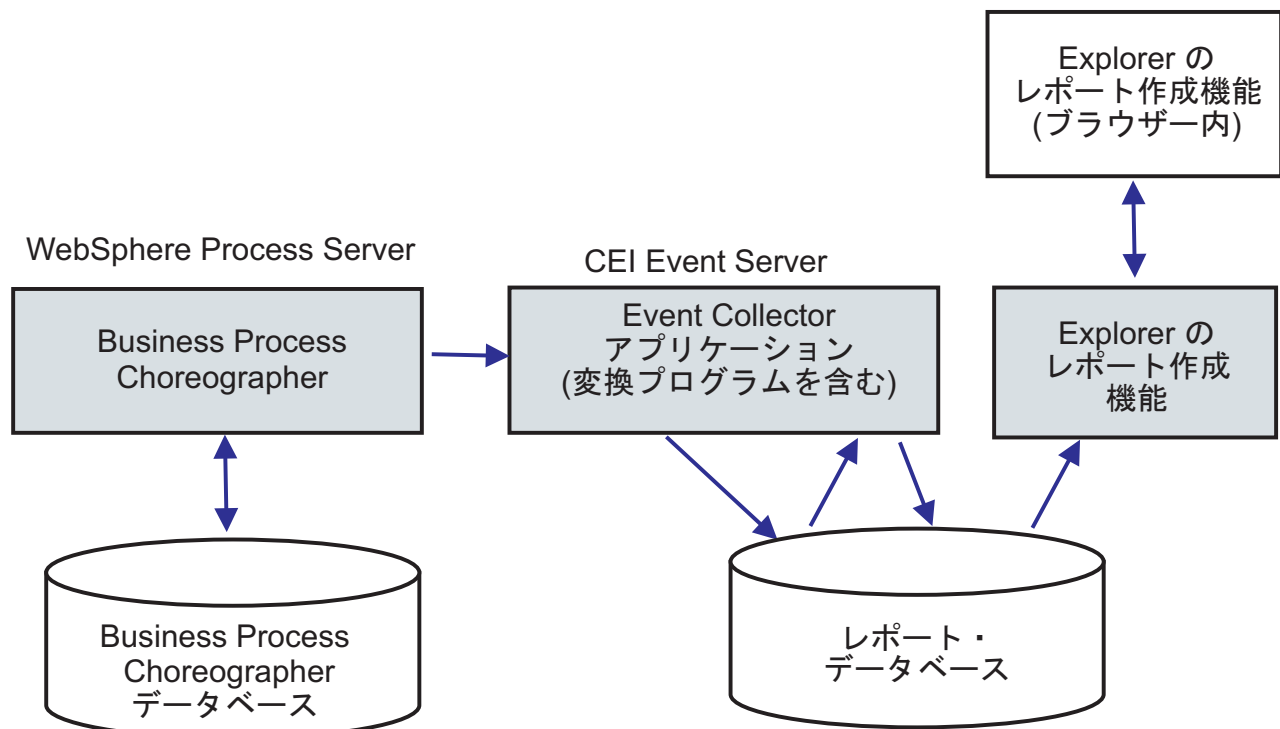 Explorer の
レポート作成機能
(ブラウザー内)
WebSphere Process Server
CEI Event Server
Business Process
Choreographer
Event Collector
アプリケーション
(変換プログラムを含む)
Explorer の
レポート作成
機能
Business Process
Choreographer
データベース
レポート・
データベース